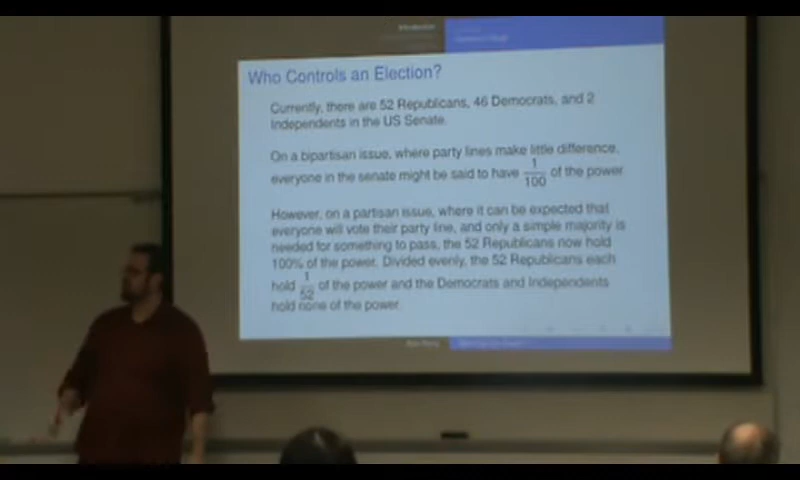 Who Controls an Election?
Currently, there are 52 Republicans, 46 Democrats, and 2
Independents in the US Senate.
On a bipartisan issue, where party lines make little difference,
everyone in the senate might be said to have 1/100 of the power.
However, on a partisan issue, where it can be expected that
everyone will vote their party line, and only a simple majority is
needed for something to pass, the 52 Republicans now hold
100% of the power. Divided evenly, the 52 Republicans each
hold 1/52 of the power and the Democrats and Independents
hold none of the power.